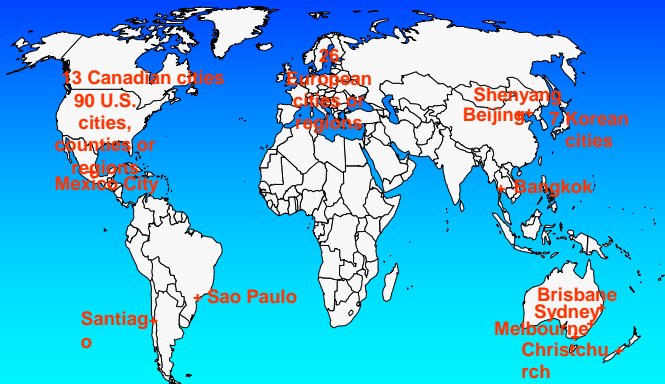 13 Canadian cities
90 U.S.
cities,
counties or
regions
Mexico City
Sao Paulo
Santiag
o
26
European
cities or
regions
Shenyang
Beijing
7 Korean
cities
Bangkok
Brisbane
Sydney
Melbourne
Christchu
rch